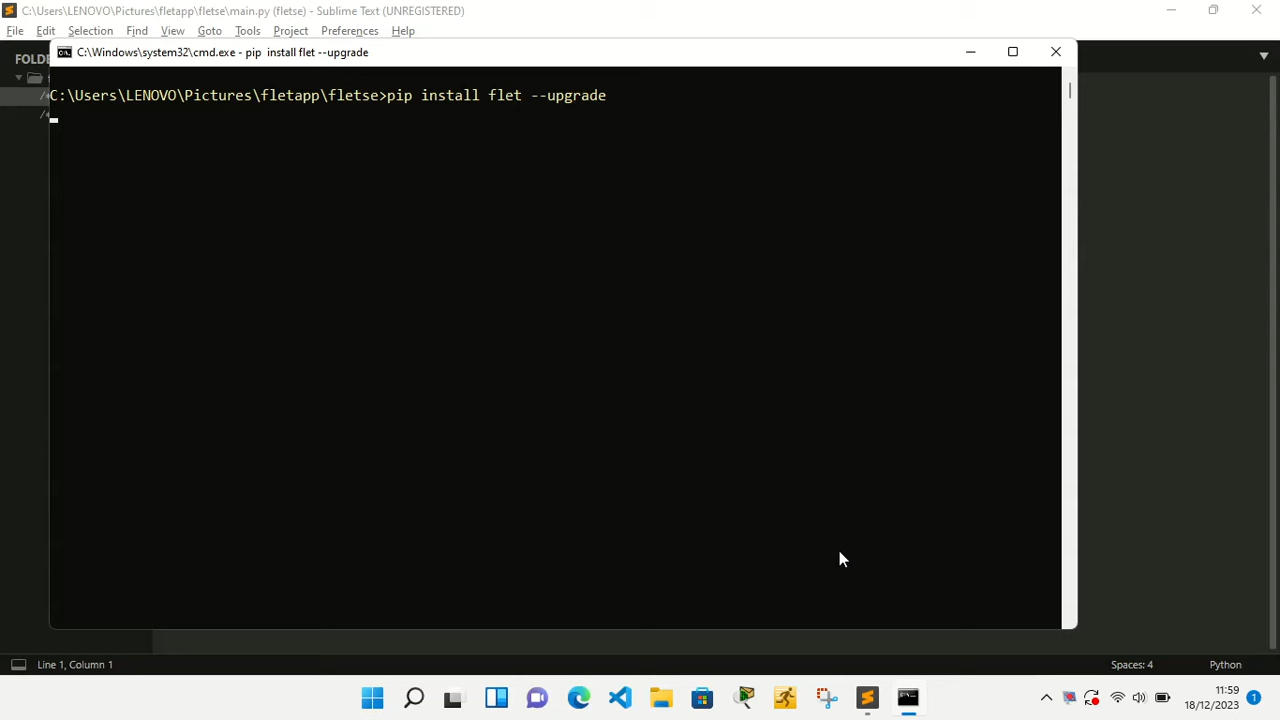 C:\Users\LENOVO\Pictures\fletapp\fletse\main.py (fletse) - Sublime Text (UNREGISTERED)
File Edit Selection Find View Goto Tools Project Preferences Help
C:\Windows\system32\cmd.exe - pip  install flet --upgrade
C:\Users\LENOVO\Pictures\fletapp\fletse>pip install flet --upgrade
Line 1, Column 1
Spaces: 4
Python
11:59
18/12/2023
1